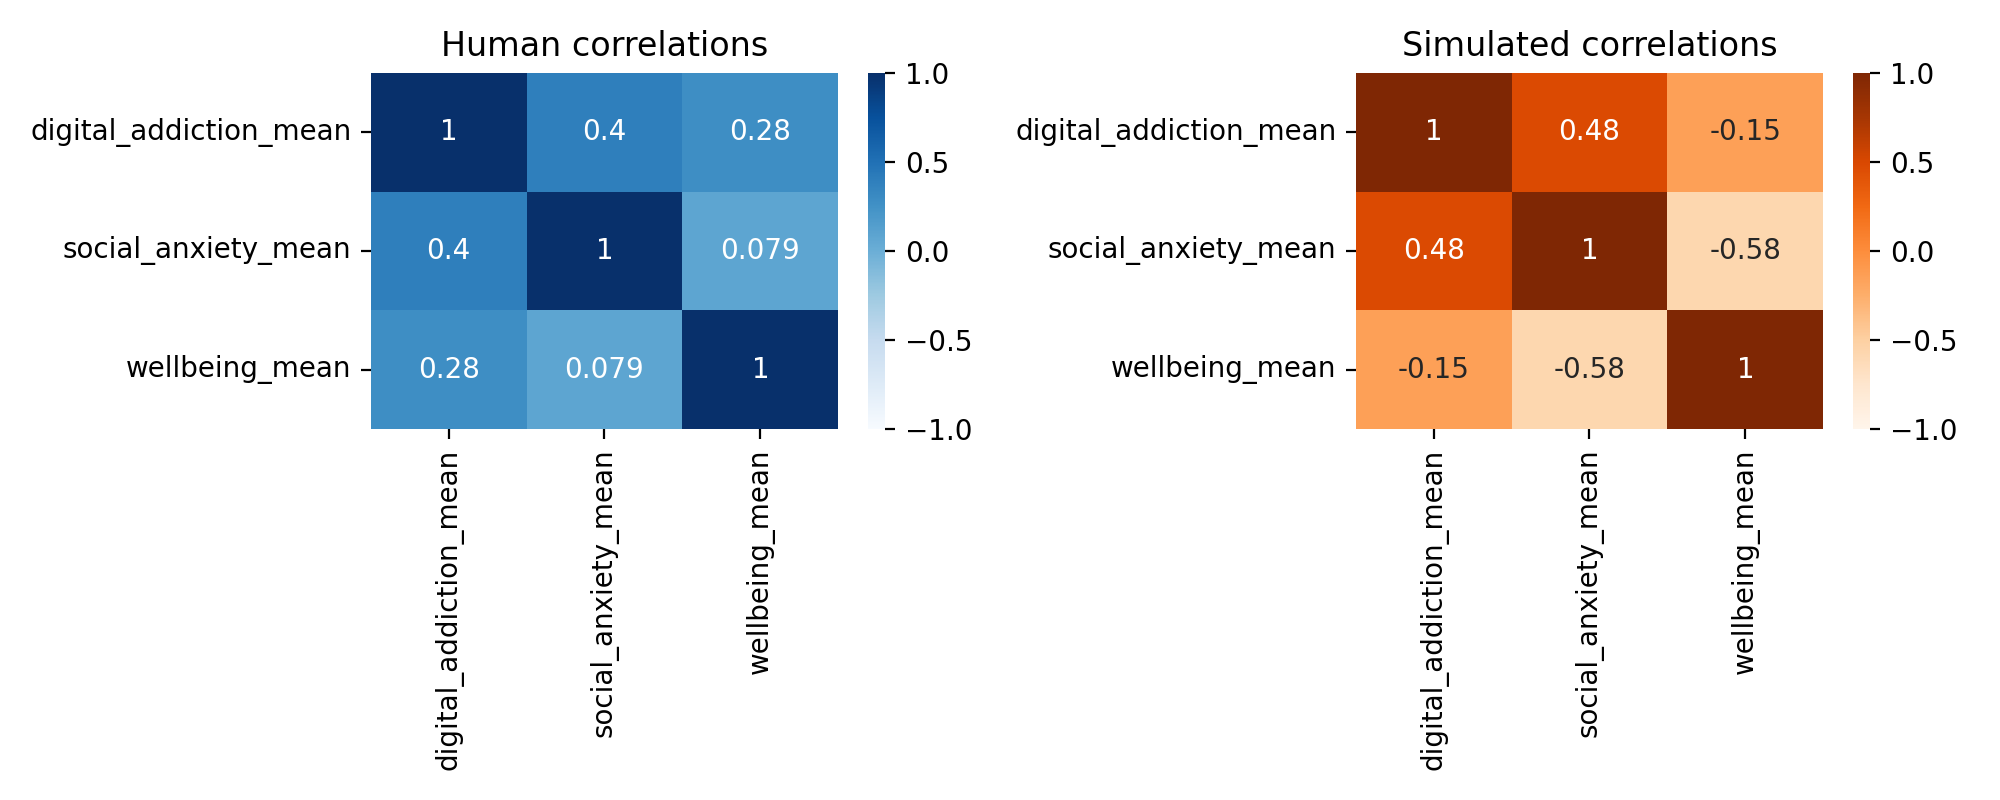 Human correlations
digital_addiction_mean
social_anxiety_mean
wellbeing_mean
1 0.4 0.28
0.4 1 0.079
0.28 0.079 1
digital_addiction_mean
social_anxiety_mean
wellbeing_mean
1.0
0.5
0.0
−0.5
−1.0
Simulated correlations
digital_addiction_mean
social_anxiety_mean
wellbeing_mean
1 0.48 -0.15
0.48 1 -0.58
-0.15 -0.58 1
digital_addiction_mean
social_anxiety_mean
wellbeing_mean
1.0
0.5
0.0
−0.5
−1.0